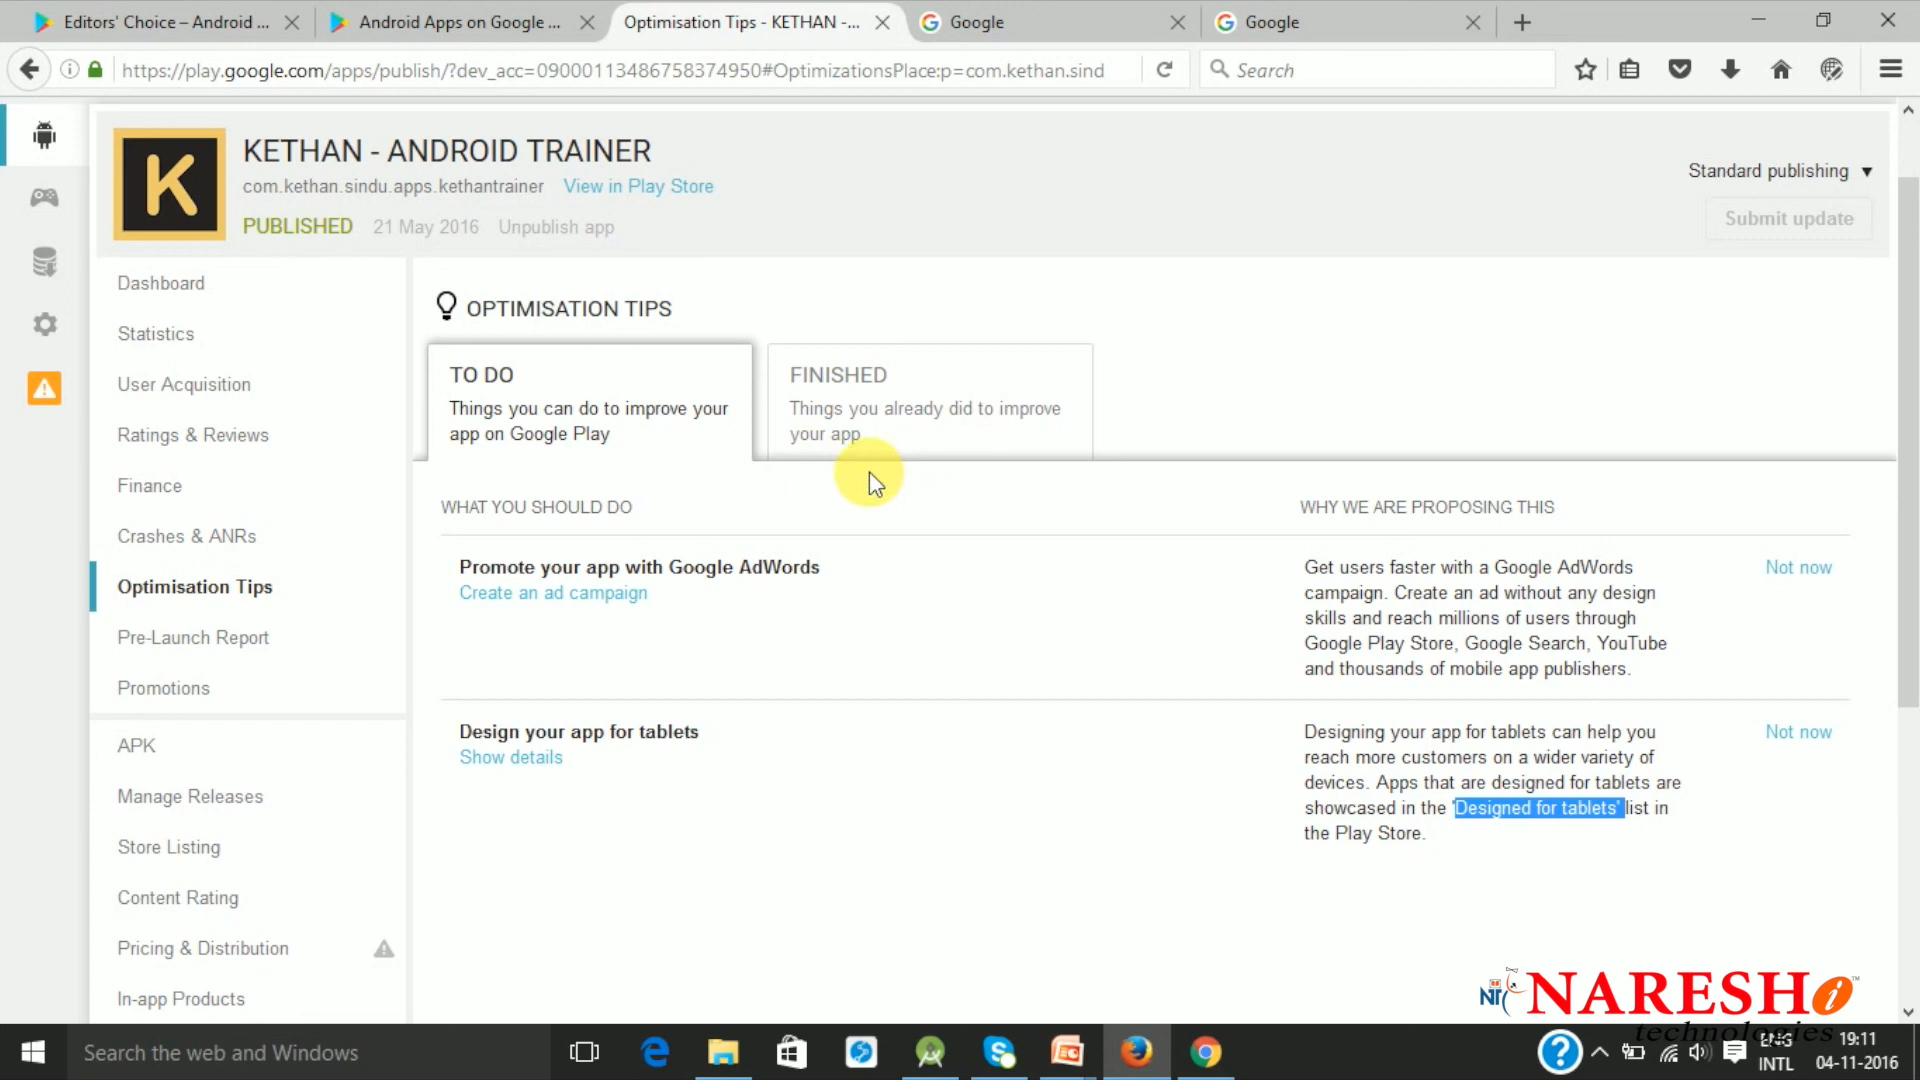 Editors' Choice – Android ...
Android Apps on Google ...
Optimisation Tips - KETHAN -...
Google
Google
https://play.google.com/apps/publish/?dev_acc=09000113486758374950#OptimizationsPlace:p=com.kethan.sind
Search
K
KETHAN - ANDROID TRAINER
com.kethan.sindu.apps.kethantrainer View in Play Store
PUBLISHED 21 May 2016 Unpublish app
Standard publishing
Submit update
Dashboard
Statistics
User Acquisition
Ratings & Reviews
Finance
Crashes & ANRs
Optimisation Tips
Pre-Launch Report
Promotions
APK
Manage Releases
Store Listing
Content Rating
Pricing & Distribution
In-app Products
OPTIMISATION TIPS
TO DO
Things you can do to improve your
app on Google Play
FINISHED
Things you already did to improve
your app
WHAT YOU SHOULD DO
WHY WE ARE PROPOSING THIS
Promote your app with Google AdWords
Create an ad campaign
Get users faster with a Google AdWords
campaign. Create an ad without any design
skills and reach millions of users through
Google Play Store, Google Search, YouTube
and thousands of mobile app publishers.
Not now
Design your app for tablets
Show details
Designing your app for tablets can help you
reach more customers on a wider variety of
devices. Apps that are designed for tablets are
showcased in the 'Designed for tablets' list in
the Play Store.
Not now
NARESH i
technologies
Search the web and Windows
ENG
INTL
19:11
04-11-2016